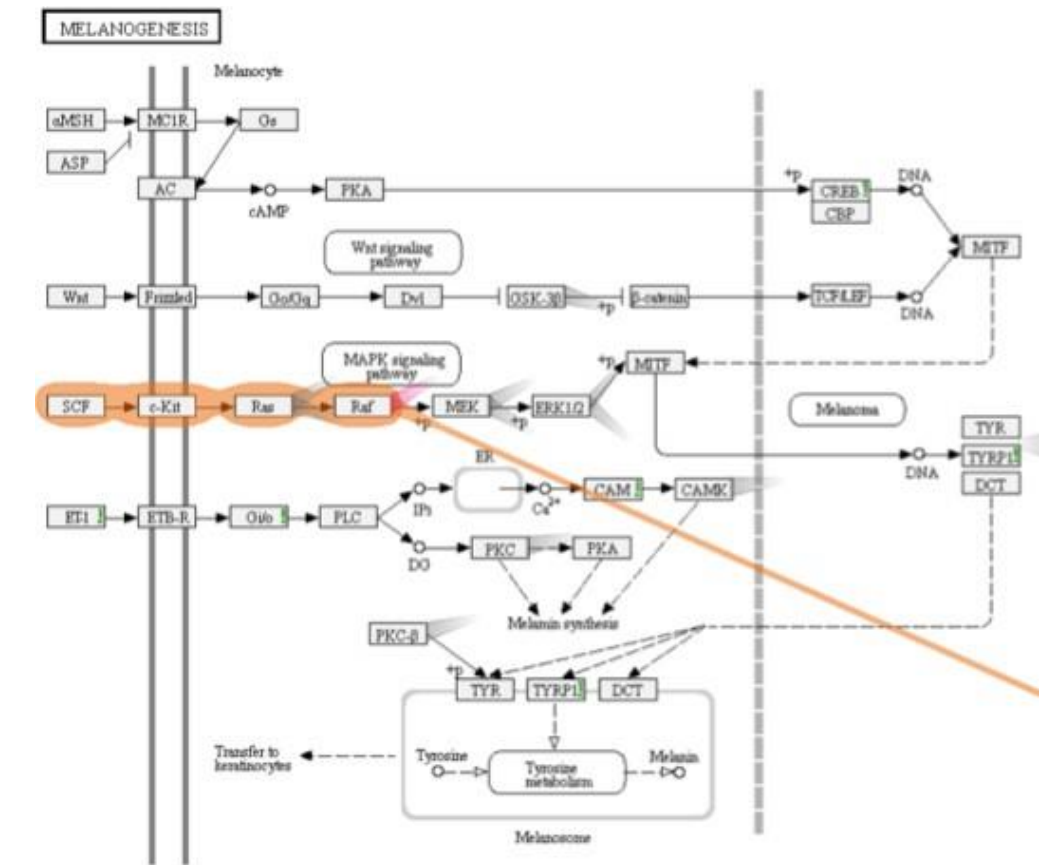 MELANOGENESIS
Melanocyte
αMSH
MC1R
Gs
ASP
AC
cAMP
PKA
+p
CREB
CBP
DNA
MITF
Wnt signaling
pathway
Wnt
Frizzled
Go/Gq
Dvl
GSK-3β
+p
β-catenin
TCF/LEF
DNA
MAPK signaling
pathway
+p
MITF
SCF
c-Kit
Ras
Raf
+p
MEK
+p
ERK1/2
Melanoma
TYR
TYRP1
DCT
DNA
ER
IP3
Ca2+
CAM
CAMK
ET-1
ETB-R
Gi/o
PLC
DG
PKC
PKA
Melanin synthesis
PKC-β
+p
TYR
TYRP1
DCT
Transfer to
keratinocytes
Tyrosine
Tyrosine
metabolism
Melanin
Melanosome